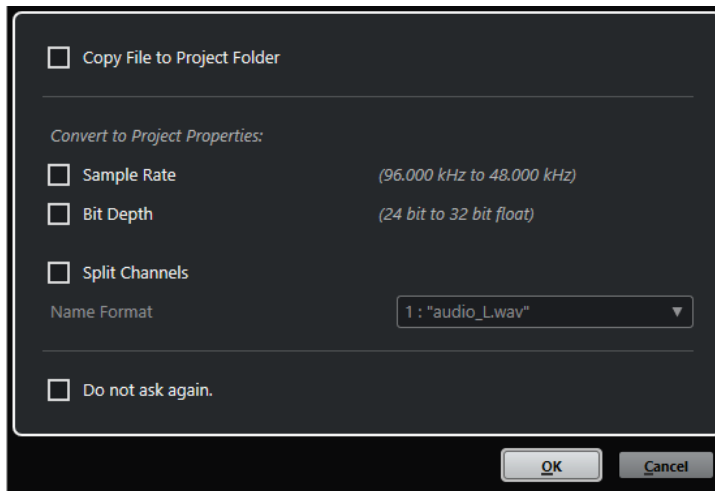 Copy File to Project Folder
Convert to Project Properties:
Sample Rate (96.000 kHz to 48.000 kHz)
Bit Depth (24 bit to 32 bit float)
Split Channels
Name Format 1 : "audio_L.wav"
Do not ask again.
OK Cancel